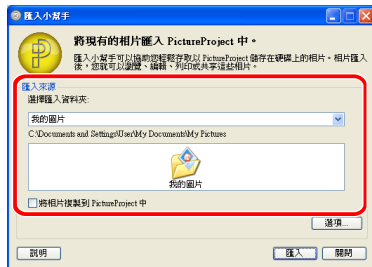 匯入小幫手
將現有的相片匯入 PictureProject 中。
匯入小幫手可以協助您輕鬆存取以 PictureProject 儲存在硬碟上的相片。相片匯入
後，您就可以瀏覽、編輯、列印或共享這些相片。
匯入來源
選擇匯入資料夾:
我的圖片
C:\Documents and Settings\User\My Documents\My Pictures
我的圖片
將相片複製到 PictureProject 中
選項...
說明
匯入
關閉